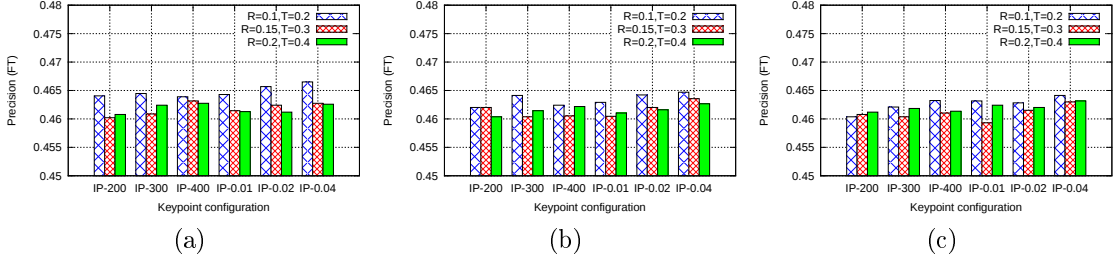 0.48
0.475
0.47
0.465
0.46
0.455
0.45
Precision (FT)
R=0.1,T=0.2
R=0.15,T=0.3
R=0.2,T=0.4
IP-200 IP-300 IP-400 IP-0.01 IP-0.02 IP-0.04
Keypoint configuration
(a)
0.48
0.475
0.47
0.465
0.46
0.455
0.45
Precision (FT)
R=0.1,T=0.2
R=0.15,T=0.3
R=0.2,T=0.4
IP-200 IP-300 IP-400 IP-0.01 IP-0.02 IP-0.04
Keypoint configuration
(b)
0.48
0.475
0.47
0.465
0.46
0.455
0.45
Precision (FT)
R=0.1,T=0.2
R=0.15,T=0.3
R=0.2,T=0.4
IP-200 IP-300 IP-400 IP-0.01 IP-0.02 IP-0.04
Keypoint configuration
(c)